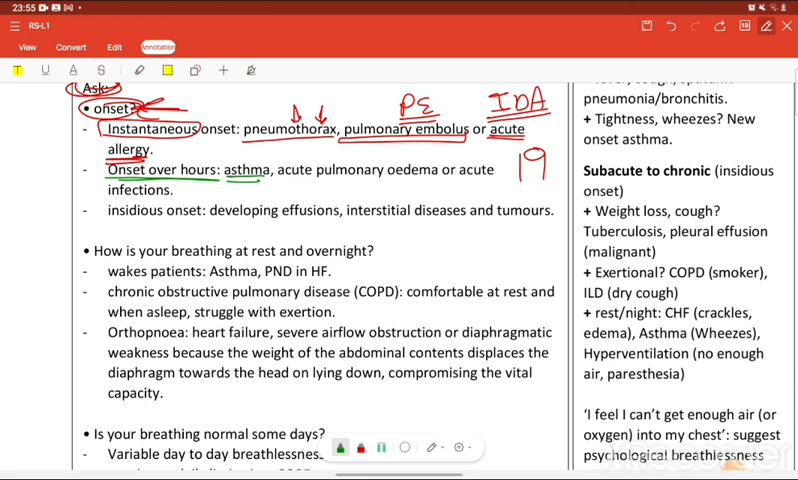 23:55
RS-L1
View Convert Edit Annotation
Ask:
• onset?
PE
IDA
- Instantaneous onset: pneumothorax, pulmonary embolus or acute
allergy.
19
- Onset over hours: asthma, acute pulmonary oedema or acute
infections.
- insidious onset: developing effusions, interstitial diseases and tumours.
• How is your breathing at rest and overnight?
- wakes patients: Asthma, PND in HF.
- chronic obstructive pulmonary disease (COPD): comfortable at rest and
when asleep, struggle with exertion.
- Orthopnoea: heart failure, severe airflow obstruction or diaphragmatic
weakness because the weight of the abdominal contents displaces the
diaphragm towards the head on lying down, compromising the vital
capacity.
• Is your breathing normal some days?
- Variable day to day breathlessness
pneumonia/bronchitis.
+ Tightness, wheezes? New
onset asthma.
Subacute to chronic (insidious
onset)
+ Weight loss, cough?
Tuberculosis, pleural effusion
(malignant)
+ Exertional? COPD (smoker),
ILD (dry cough)
+ rest/night: CHF (crackles,
edema), Asthma (Wheezes),
Hyperventilation (no enough
air, paresthesia)
‘I feel I can’t get enough air (or
oxygen) into my chest’: suggest
psychological breathlessness